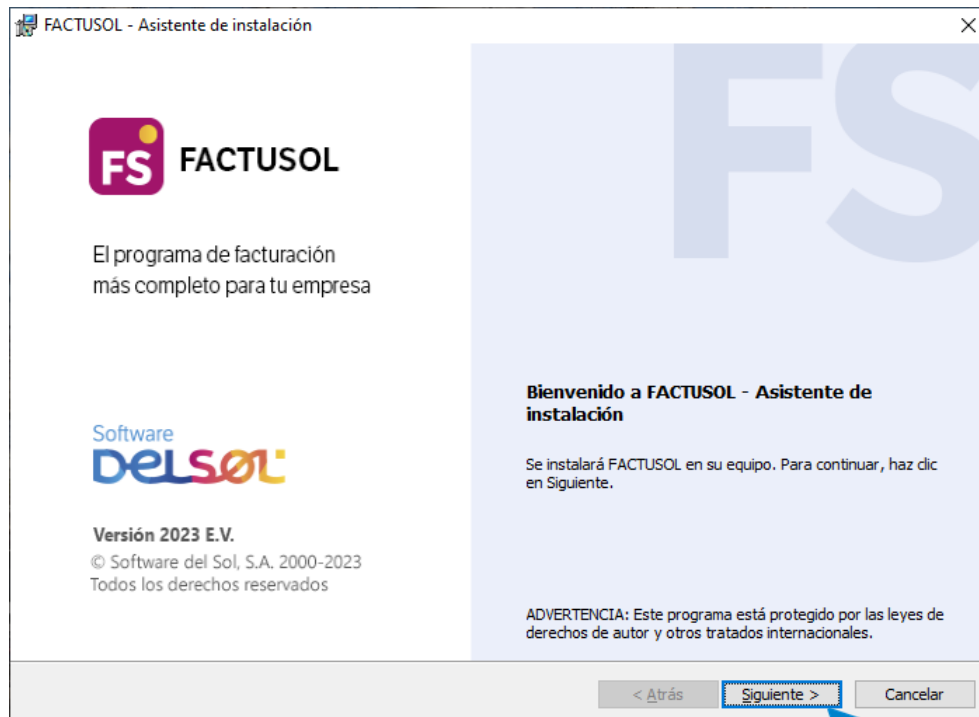 FACTUSOL - Asistente de instalación
FS
FS FACTUSOL
El programa de facturación
más completo para tu empresa
Bienvenido a FACTUSOL - Asistente de
instalación
Se instalará FACTUSOL en su equipo. Para continuar, haz clic
en Siguiente.
Software
DELSOL
Versión 2023 E.V.
© Software del Sol, S.A. 2000-2023
Todos los derechos reservados
ADVERTENCIA: Este programa está protegido por las leyes de
derechos de autor y otros tratados internacionales.
< Atrás
Siguiente >
Cancelar